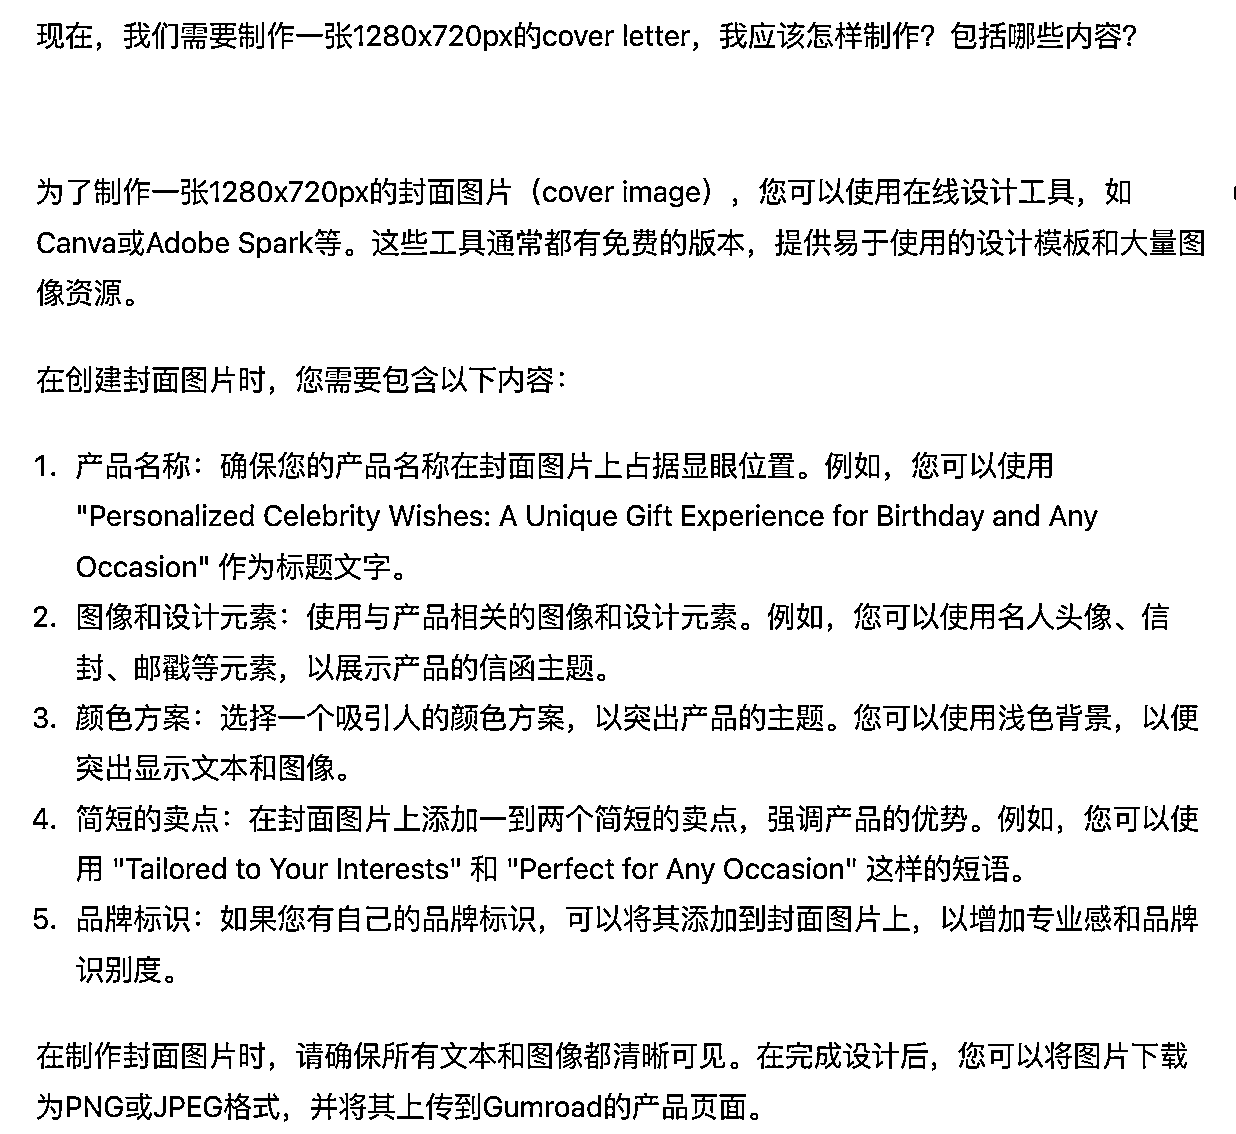 现在，我们需要制作一张1280x720px的cover letter，我应该怎样制作？包括哪些内容？
为了制作一张1280x720px的封面图片（cover image），您可以使用在线设计工具，如
Canva或Adobe Spark等。这些工具通常都有免费的版本，提供易于使用的设计模板和大量图
像资源。
在创建封面图片时，您需要包含以下内容：
1. 产品名称：确保您的产品名称在封面图片上占据显眼位置。例如，您可以使用
"Personalized Celebrity Wishes: A Unique Gift Experience for Birthday and Any
Occasion" 作为标题文字。
2. 图像和设计元素：使用与产品相关的图像和设计元素。例如，您可以使用名人头像、信
封、邮戳等元素，以展示产品的信函主题。
3. 颜色方案：选择一个吸引人的颜色方案，以突出产品的主题。您可以使用浅色背景，以便
突出显示文本和图像。
4. 简短的卖点：在封面图片上添加一到两个简短的卖点，强调产品的优势。例如，您可以使
用 "Tailored to Your Interests" 和 "Perfect for Any Occasion" 这样的短语。
5. 品牌标识：如果您有自己的品牌标识，可以将其添加到封面图片上，以增加专业感和品牌
识别度。
在制作封面图片时，请确保所有文本和图像都清晰可见。在完成设计后，您可以将图片下载
为PNG或JPEG格式，并将其上传到Gumroad的产品页面。